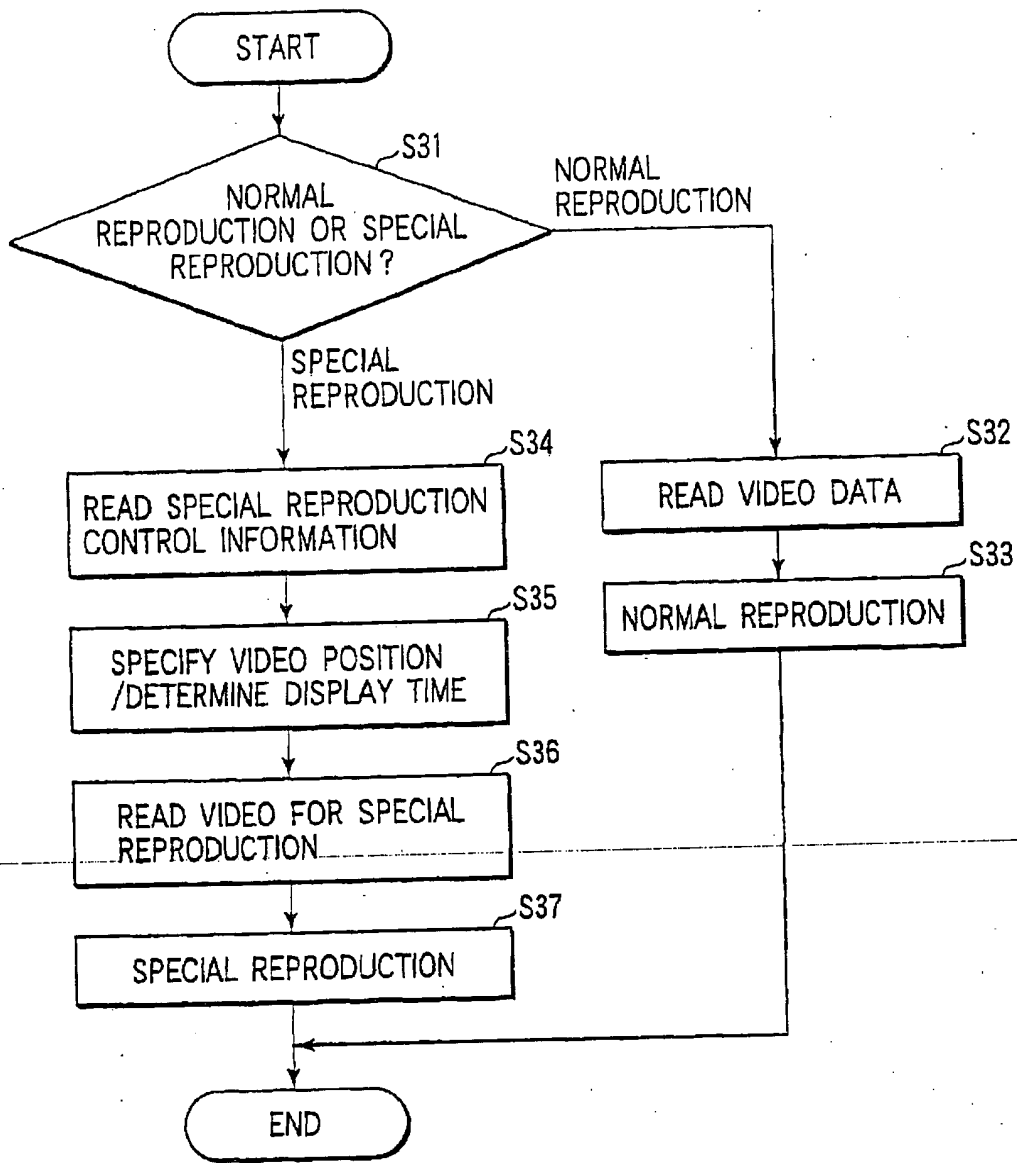 START
S31
NORMAL
REPRODUCTION OR SPECIAL
REPRODUCTION?
NORMAL
REPRODUCTION
SPECIAL
REPRODUCTION
S34
READ SPECIAL REPRODUCTION
CONTROL INFORMATION
S32
READ VIDEO DATA
S33
NORMAL REPRODUCTION
S35
SPECIFY VIDEO POSITION
/DETERMINE DISPLAY TIME
S36
READ VIDEO FOR SPECIAL
REPRODUCTION
S37
SPECIAL REPRODUCTION
END